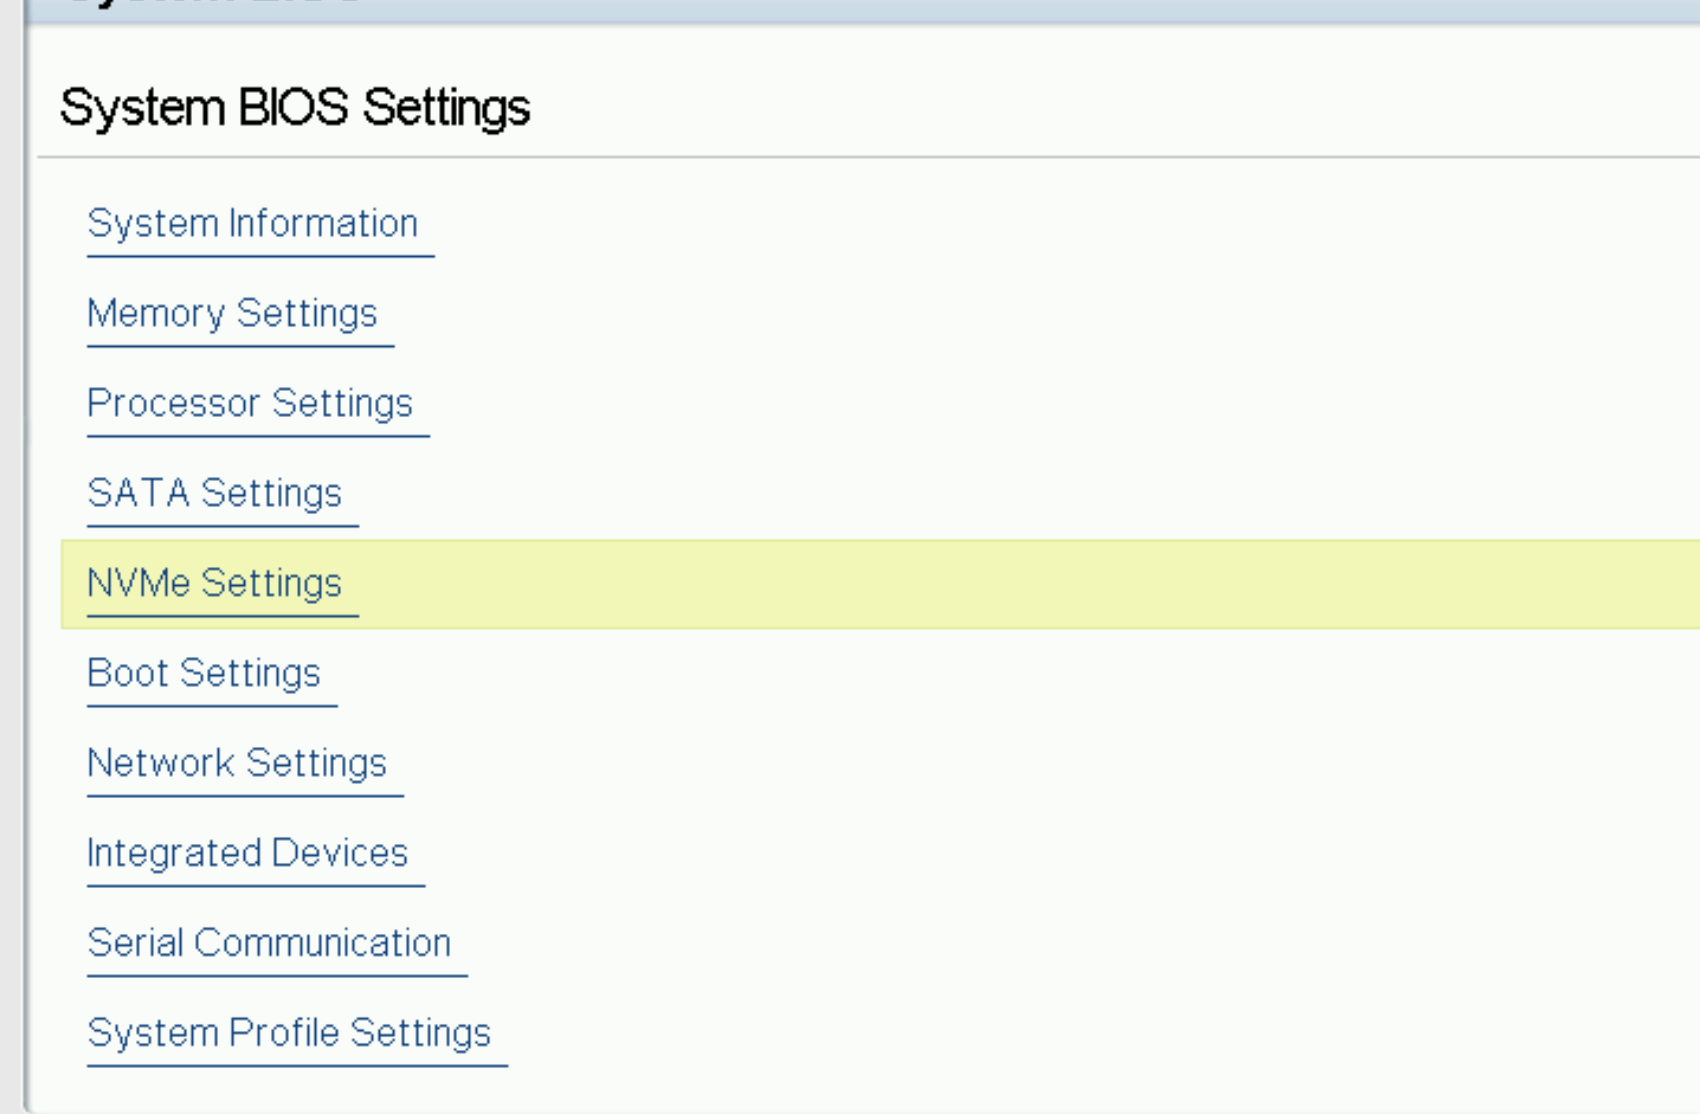 System BIOS Settings
System Information
Memory Settings
Processor Settings
SATA Settings
NVMe Settings
Boot Settings
Network Settings
Integrated Devices
Serial Communication
System Profile Settings